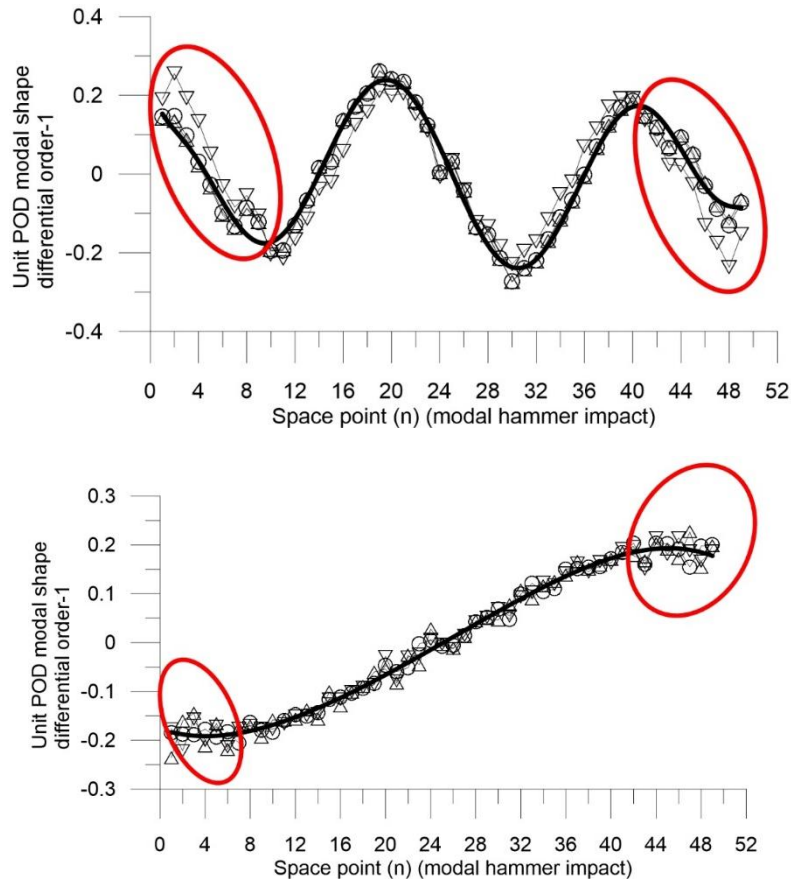 Unit POD modal shape
differential order-1
0.4
0.2
0
-0.2
-0.4
0 4 8 12 16 20 24 28 32 36 40 44 48 52
Space point (n) (modal hammer impact)
Unit POD modal shape
differential order-1
0.3
0.2
0.1
0
-0.1
-0.2
-0.3
0 4 8 12 16 20 24 28 32 36 40 44 48 52
Space point (n) (modal hammer impact)